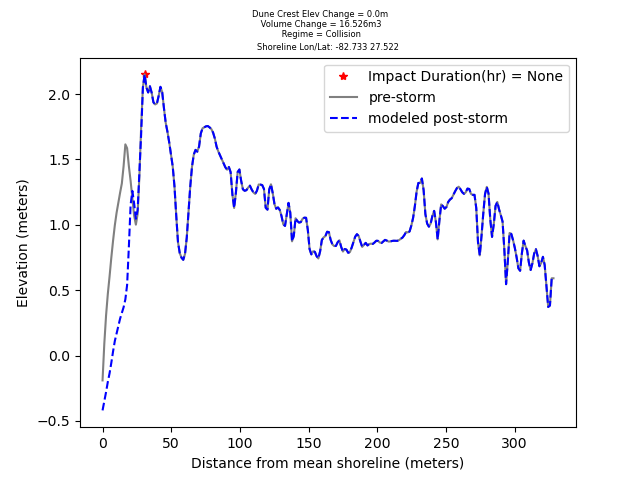 Dune Crest Elev Change = 0.0m
Volume Change = 16.526m3
Regime = Collision
Shoreline Lon/Lat: -82.733 27.522
Impact Duration(hr) = None
pre-storm
modeled post-storm
Elevation (meters)
2.0
1.5
1.0
0.5
0.0
−0.5
0 50 100 150 200 250 300
Distance from mean shoreline (meters)